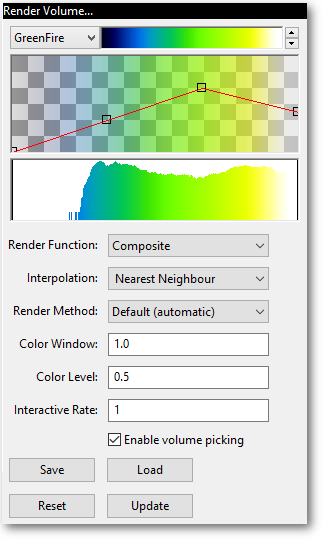 Render Volume...
GreenFire
Render Function: Composite
Interpolation: Nearest Neighbour
Render Method: Default (automatic)
Color Window: 1.0
Color Level: 0.5
Interactive Rate: 1
Enable volume picking
Save Load
Reset Update